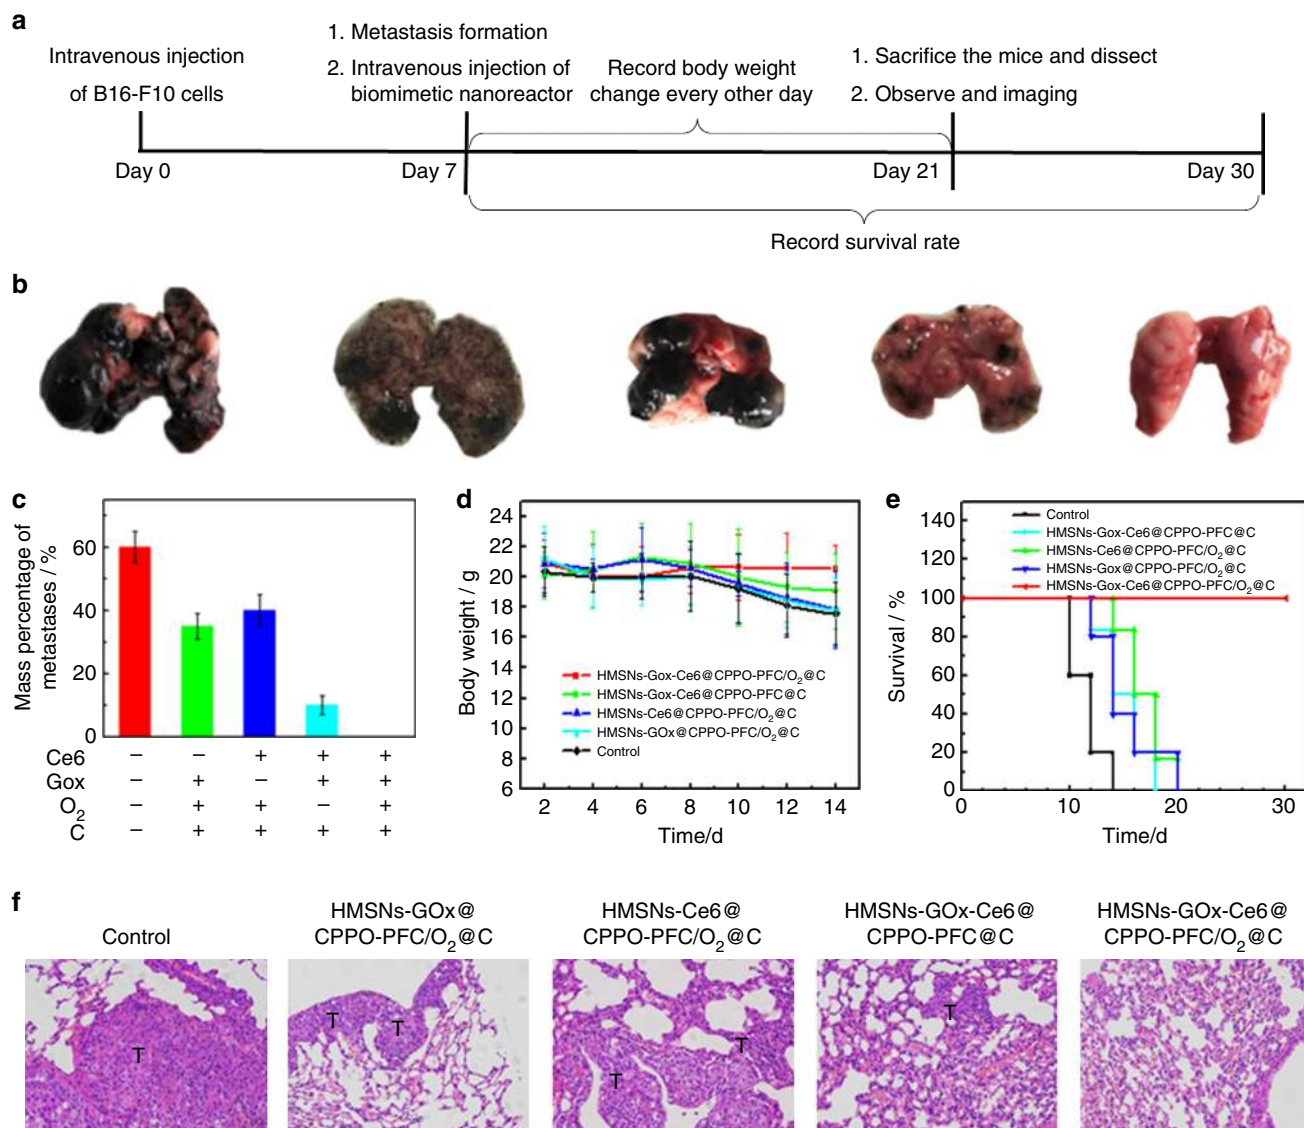 a
Intravenous injection
of B16-F10 cells
1. Metastasis formation
2. Intravenous injection of
biomimetic nanoreactor
Record body weight
change every other day
1. Sacrifice the mice and dissect
2. Observe and imaging
Day 0
Day 7
Day 21
Day 30
Record survival rate
b
c
Mass percentage of
metastases /%
60
40
20
0
Ce6 – – + + +
Gox – + – + +
O2 – + + – +
C – + + + +
d
Body weight / g
24
22
20
18
16
14
12
10
8
6
HMSNs-Gox-Ce6@CPPO-PFC/O2@C
HMSNs-Gox-Ce6@CPPO-PFC@C
HMSNs-Ce6@CPPO-PFC/O2@C
HMSNs-GOx@CPPO-PFC/O2@C
Control
2 4 6 8 10 12 14
Time/d
e
Survival / %
140
120
100
80
60
40
20
0
Control
HMSNs-Gox-Ce6@CPPO-PFC@C
HMSNs-Ce6@CPPO-PFC/O2@C
HMSNs-Gox@CPPO-PFC/O2@C
HMSNs-Gox-Ce6@CPPO-PFC/O2@C
0 10 20 30
Time/d
f
Control
HMSNs-GOx@
CPPO-PFC/O2@C
HMSNs-Ce6@
CPPO-PFC/O2@C
HMSNs-GOx-Ce6@
CPPO-PFC@C
HMSNs-GOx-Ce6@
CPPO-PFC/O2@C
T
T T
T T
T